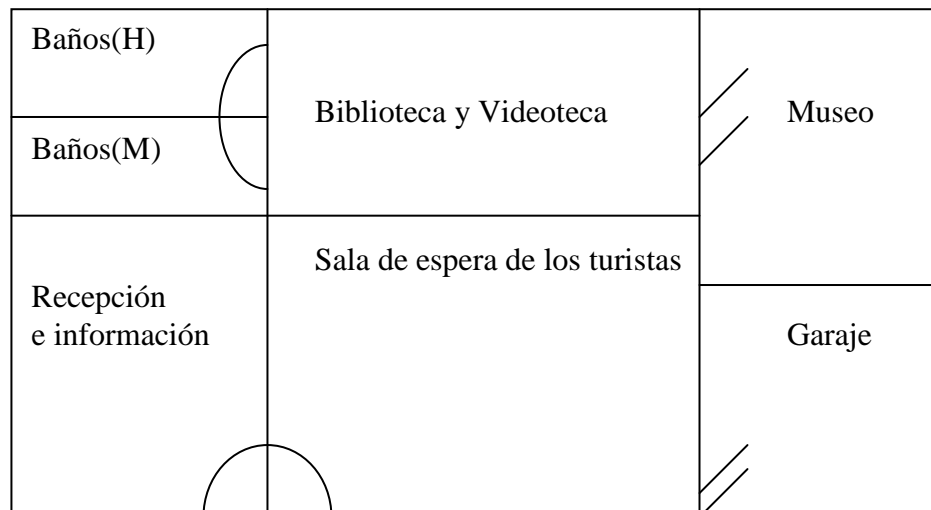 Baños(H)
Biblioteca y Videoteca
Museo
Baños(M)
Sala de espera de los turistas
Recepción
e información
Garaje